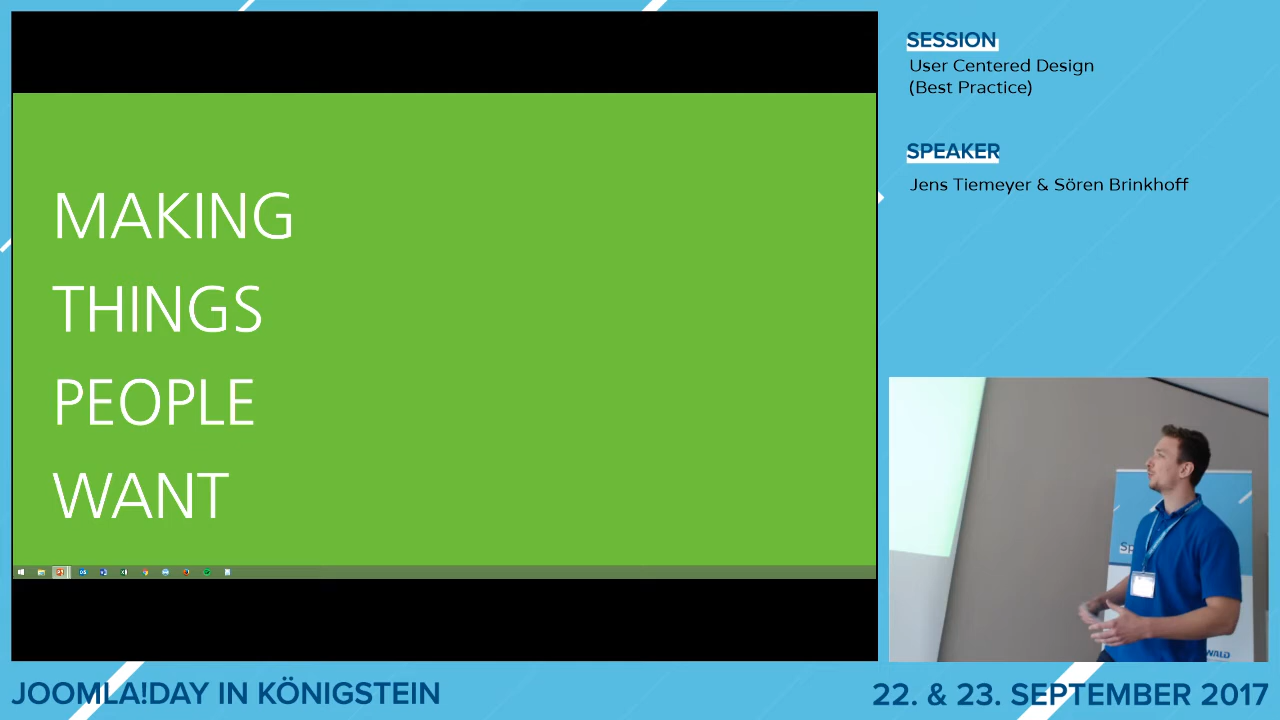 SESSION
User Centered Design
(Best Practice)
SPEAKER
Jens Tiemeyer & Sören Brinkhoff
MAKING
THINGS
PEOPLE
WANT
JOOMLA!DAY IN KÖNIGSTEIN
22. & 23. SEPTEMBER 2017